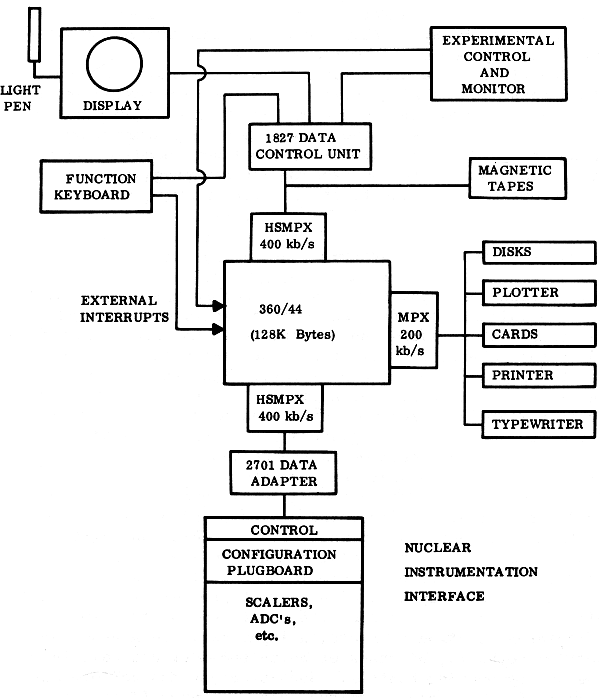 EXPERIMENTAL
CONTROL
AND
MONITOR
LIGHT
PEN
DISPLAY
1827 DATA
CONTROL UNIT
FUNCTION
KEYBOARD
MAGNETIC
TAPES
HSMPX
400 kb/s
EXTERNAL
INTERRUPTS
360/44
(128K Bytes)
MPX
200
kb/s
DISKS
PLOTTER
CARDS
PRINTER
TYPEWRITER
HSMPX
400 kb/s
2701 DATA
ADAPTER
CONTROL
CONFIGURATION
PLUGBOARD
SCALERS,
ADC's,
etc.
NUCLEAR
INSTRUMENTATION
INTERFACE